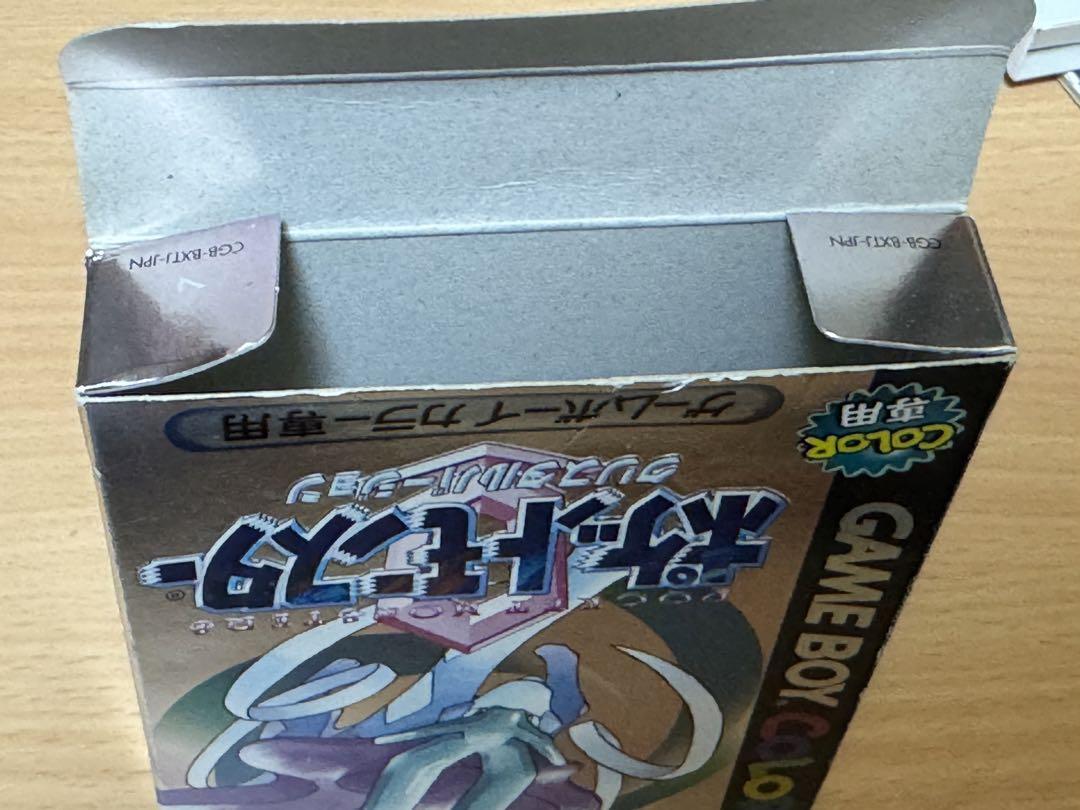 CGB-BXTJ-JPN
CGB-BXTJ-JPN
ゲームボーイカラー専用
COLOR
専用
クリスタルバージョン
ポケットモンスター
®
GAME BOY
COLO